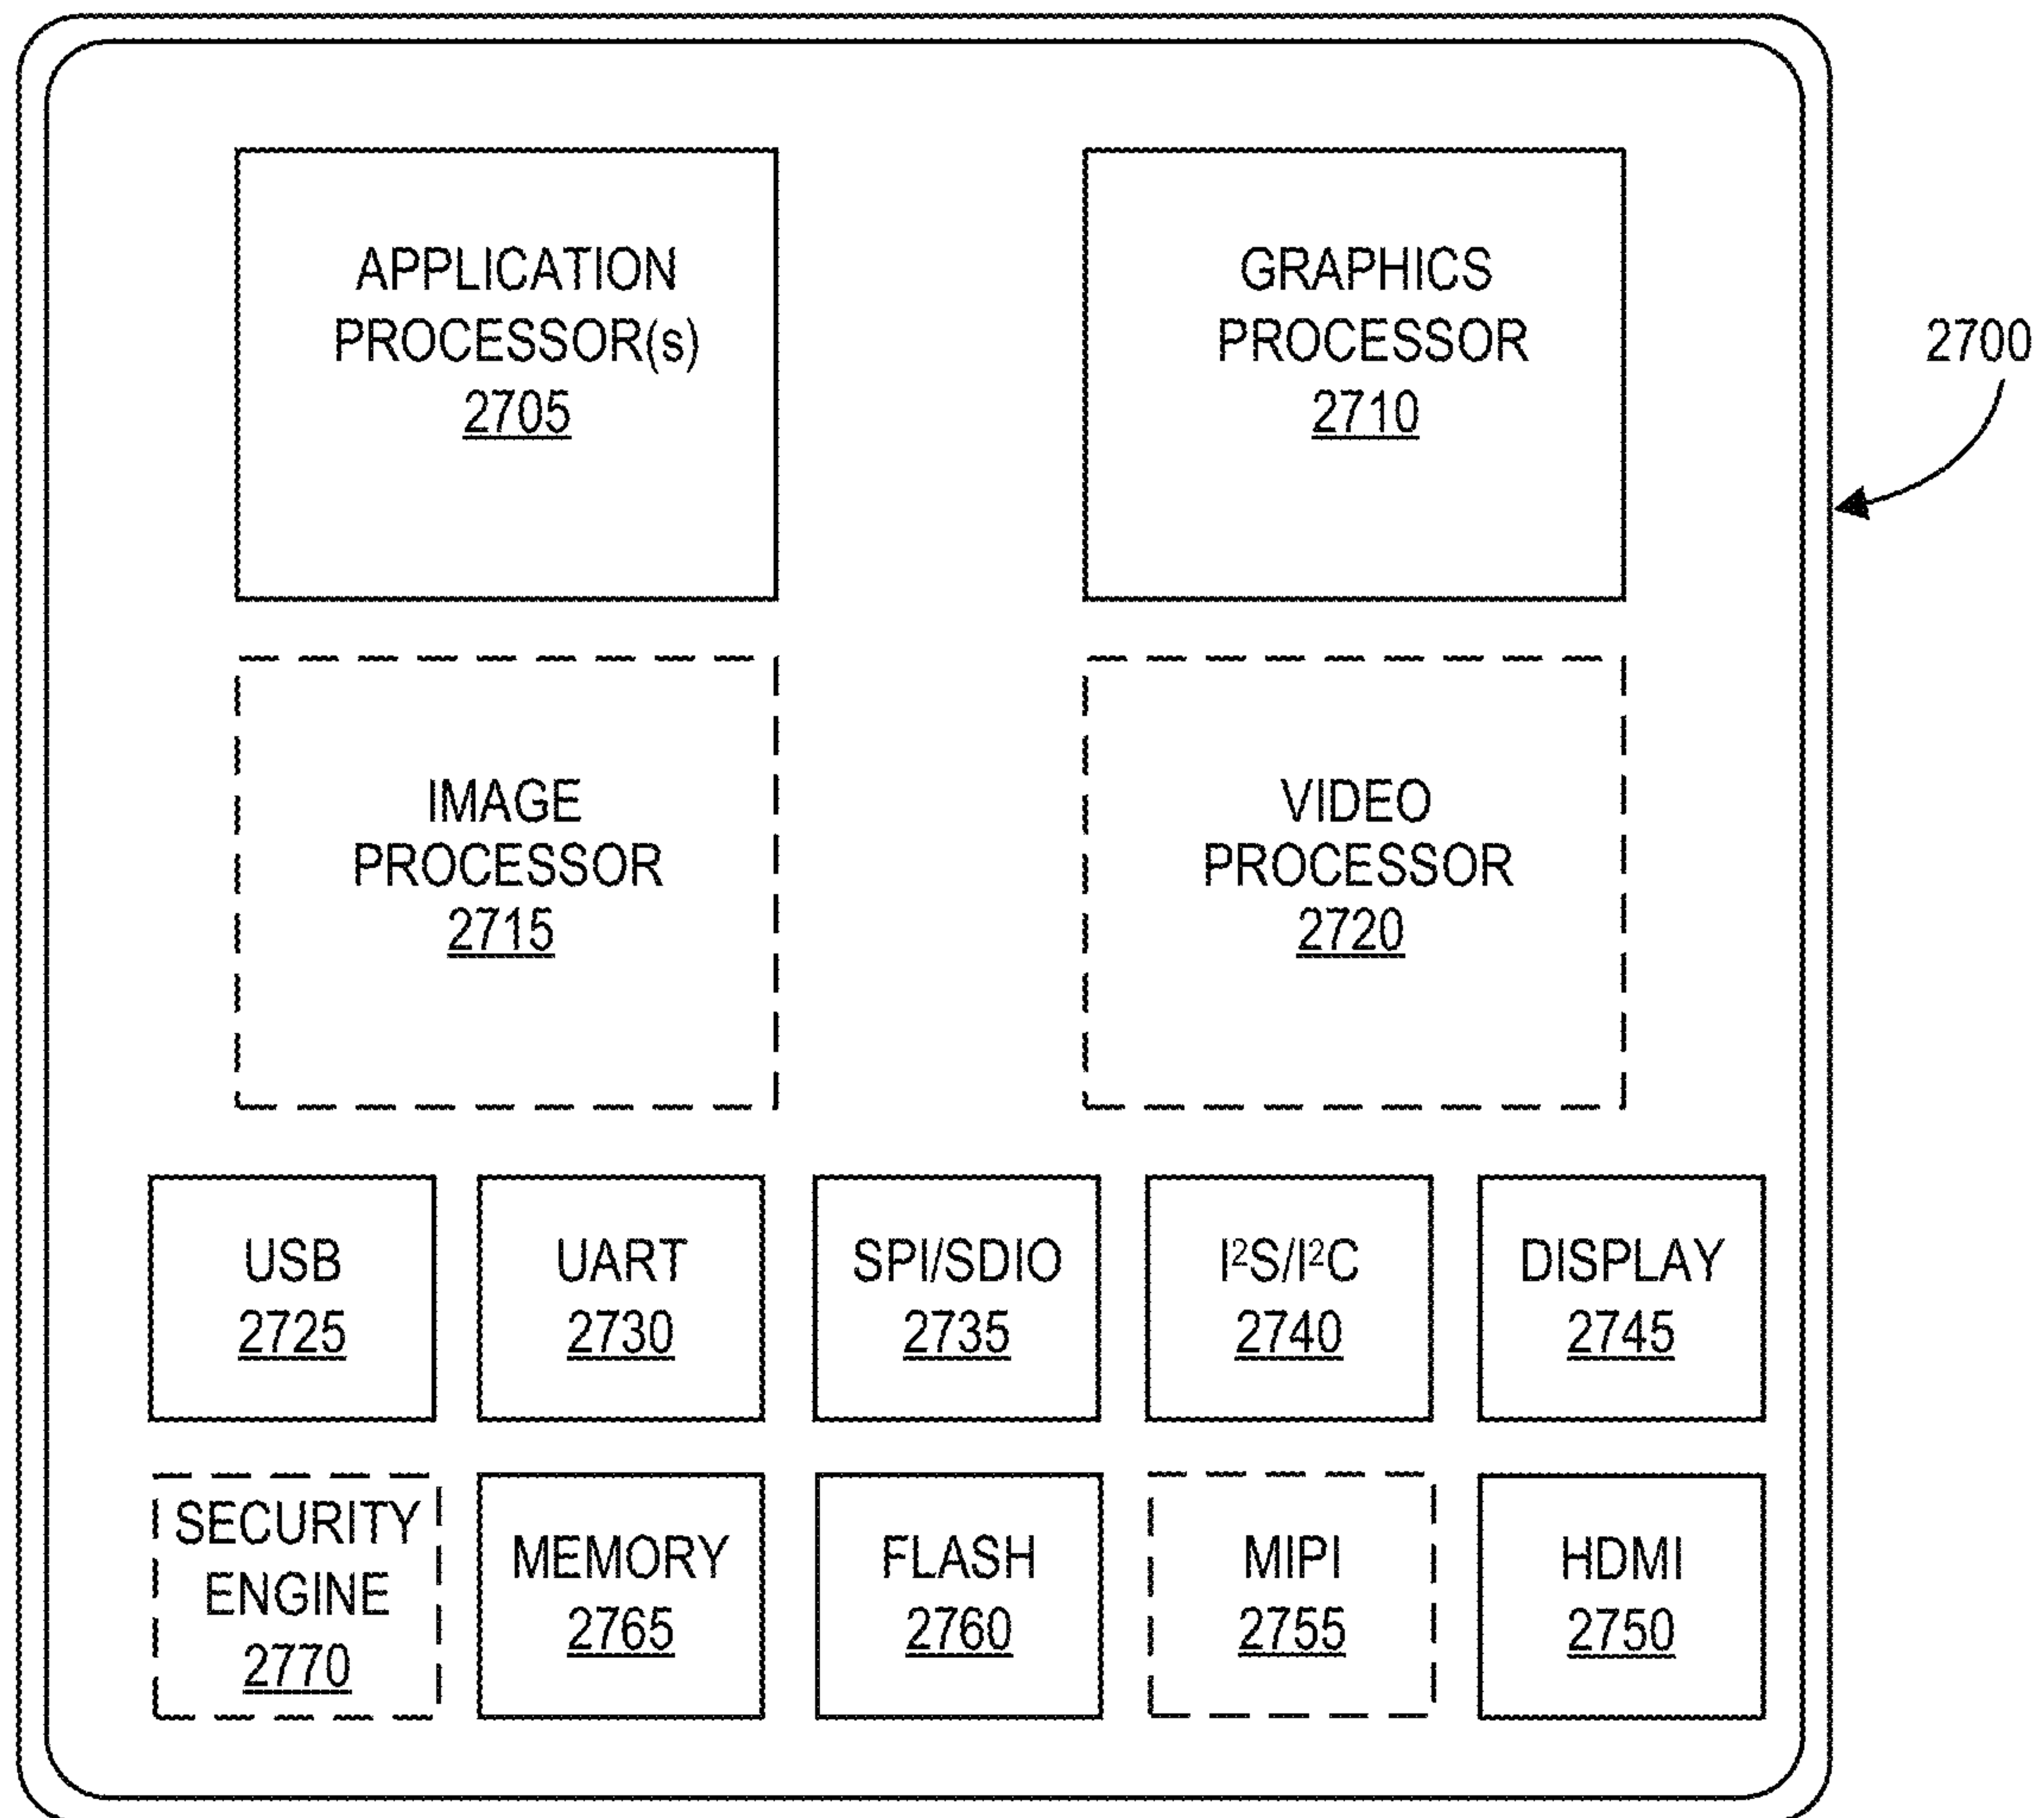 APPLICATION
PROCESSOR(s)
2705
GRAPHICS
PROCESSOR
2710
2700
IMAGE
PROCESSOR
2715
VIDEO
PROCESSOR
2720
USB
2725
UART
2730
SPI/SDIO
2735
I²S/I²C
2740
DISPLAY
2745
SECURITY
ENGINE
2770
MEMORY
2765
FLASH
2760
MIPI
2755
HDMI
2750